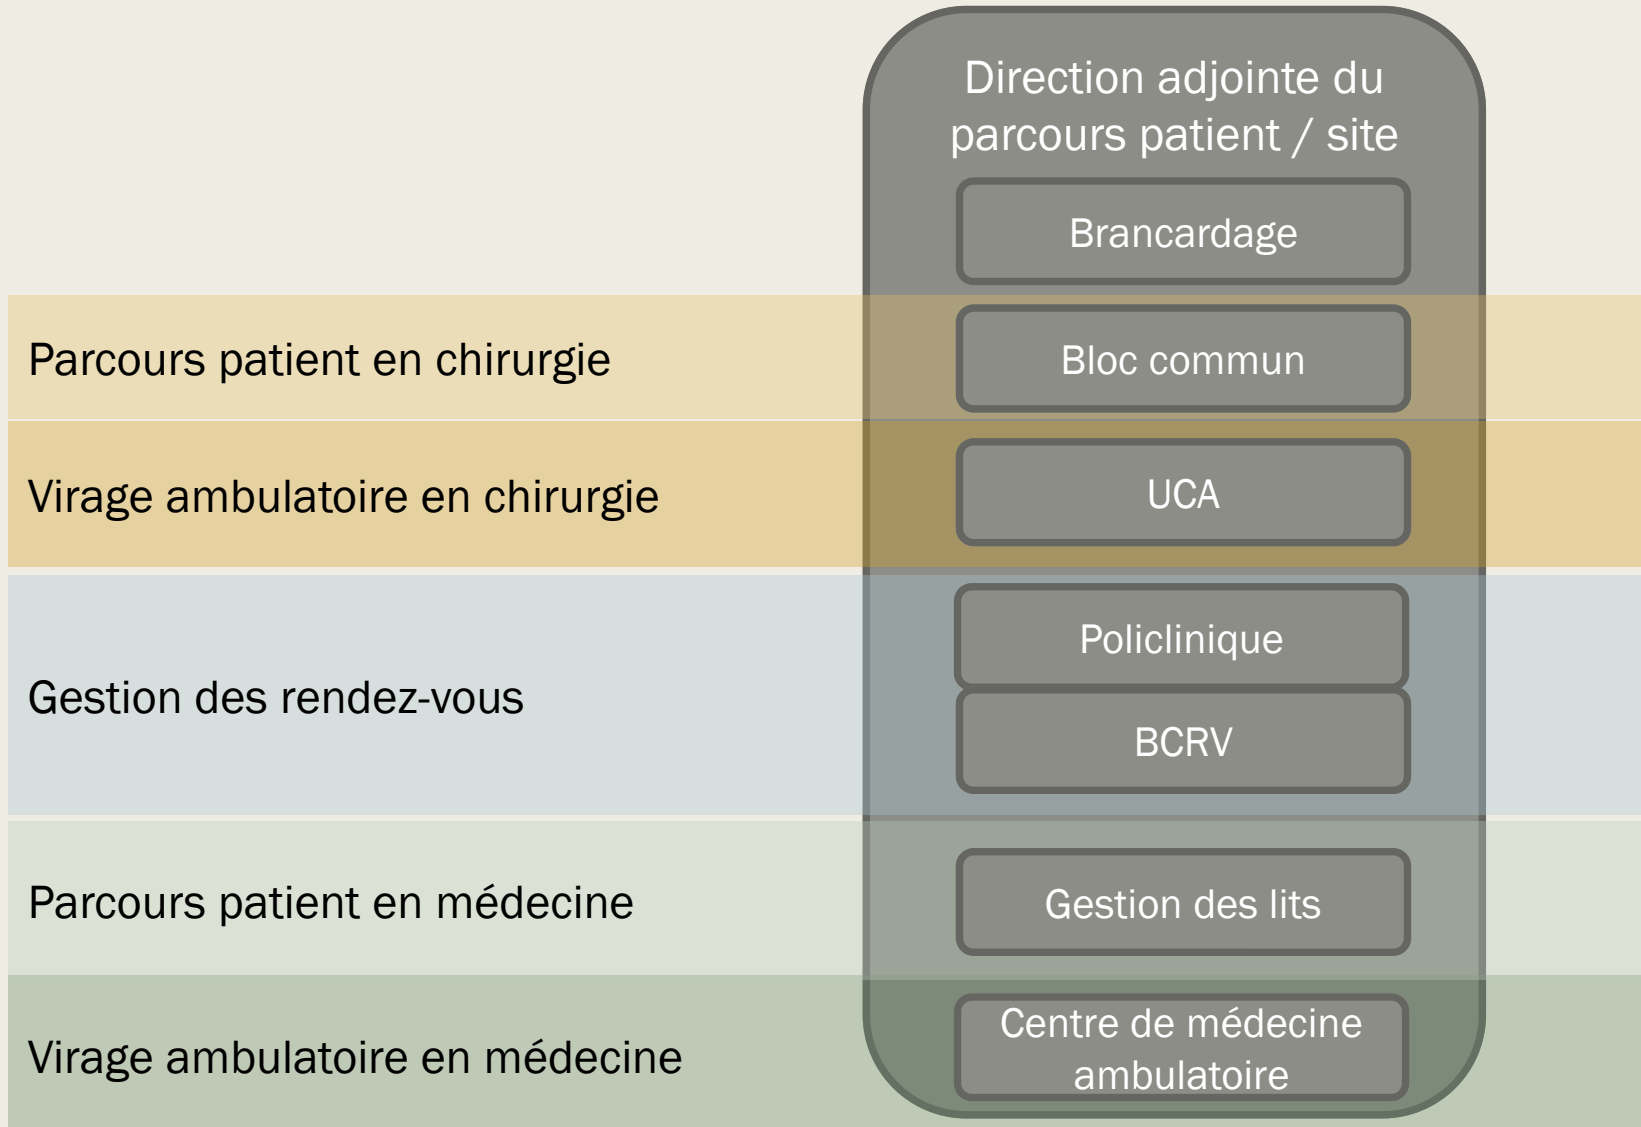 Direction adjointe du
parcours patient / site
Brancardage
Parcours patient en chirurgie
Bloc commun
Virage ambulatoire en chirurgie
UCA
Policlinique
Gestion des rendez-vous
BCRV
Parcours patient en médecine
Gestion des lits
Virage ambulatoire en médecine
Centre de médecine
ambulatoire